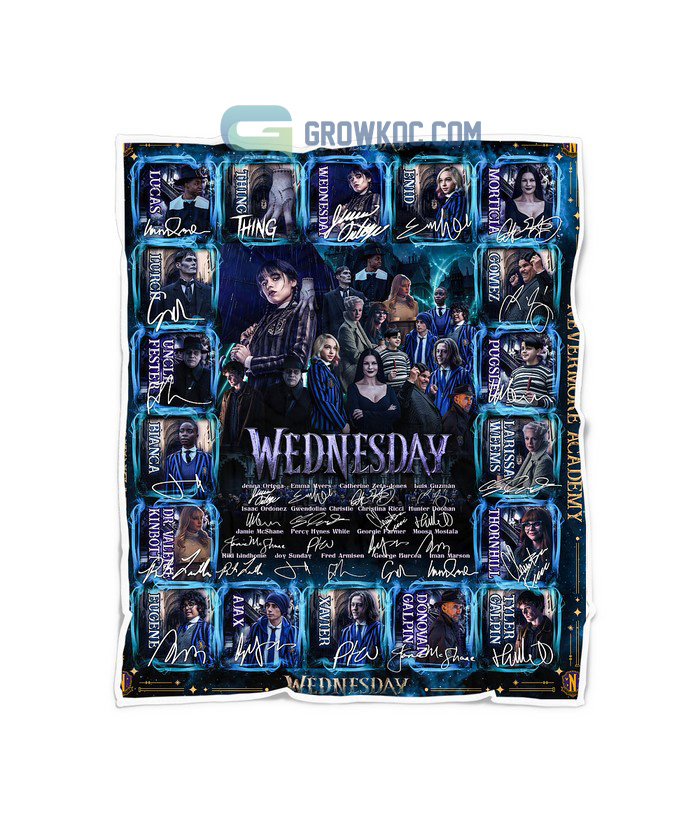 GROWKOC.COM
LUCAS
THING
THING
WEDNESDAY
ENID
MORTICIA
LURCH
GOMEZ
UNCLE FESTER
PUGSLEY
BIANCA
LARISSA WEEMS
DR. VALERIE KINBOTT
THORNHILL
EUGENE
AJAX
XAVIER
DONOVAN GALPIN
TYLER GALPIN
WEDNESDAY
Jenna Ortega Emma Myers Catherine Zeta-Jones Luis Guzmán
Isaac Ordonez Gwendoline Christie Christina Ricci Hunter Doohan
Jamie McShane Percy Hynes White Georgie Farmer Moosa Mostafa
Riki Lindhome Joy Sunday Fred Armisen George Burcea Iman Marson
NEVERMORE ACADEMY
WEDNESDAY